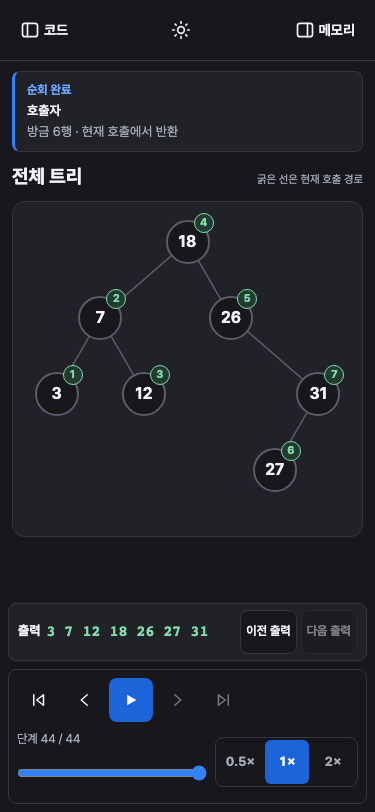 코드
메모리
순회 완료
호출자
방금 6행 · 현재 호출에서 반환
전체 트리
굵은 선은 현재 호출 경로
4
18
2
5
7
26
1
3
7
3
12
31
6
27
출력 3 7 12 18 26 27 31
이전 출력
다음 출력
단계 44 / 44
0.5×
1×
2×